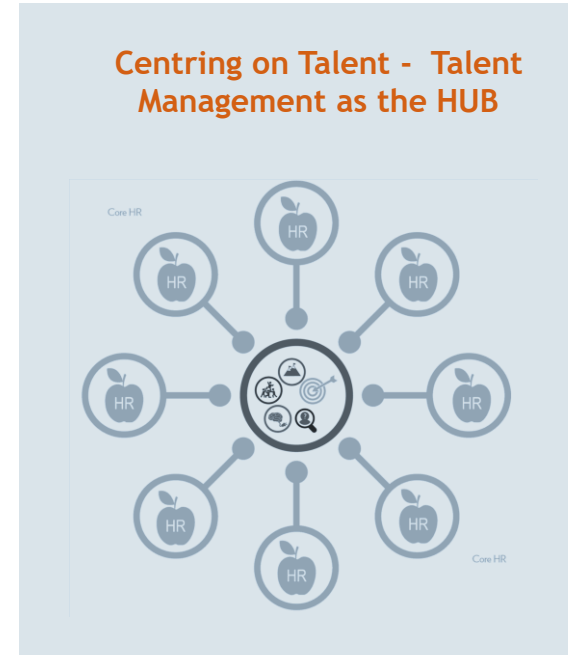 Centring on Talent - Talent
Management as the HUB
Core HR
HR
HR
HR
HR
HR
HR
HR
HR
Core HR